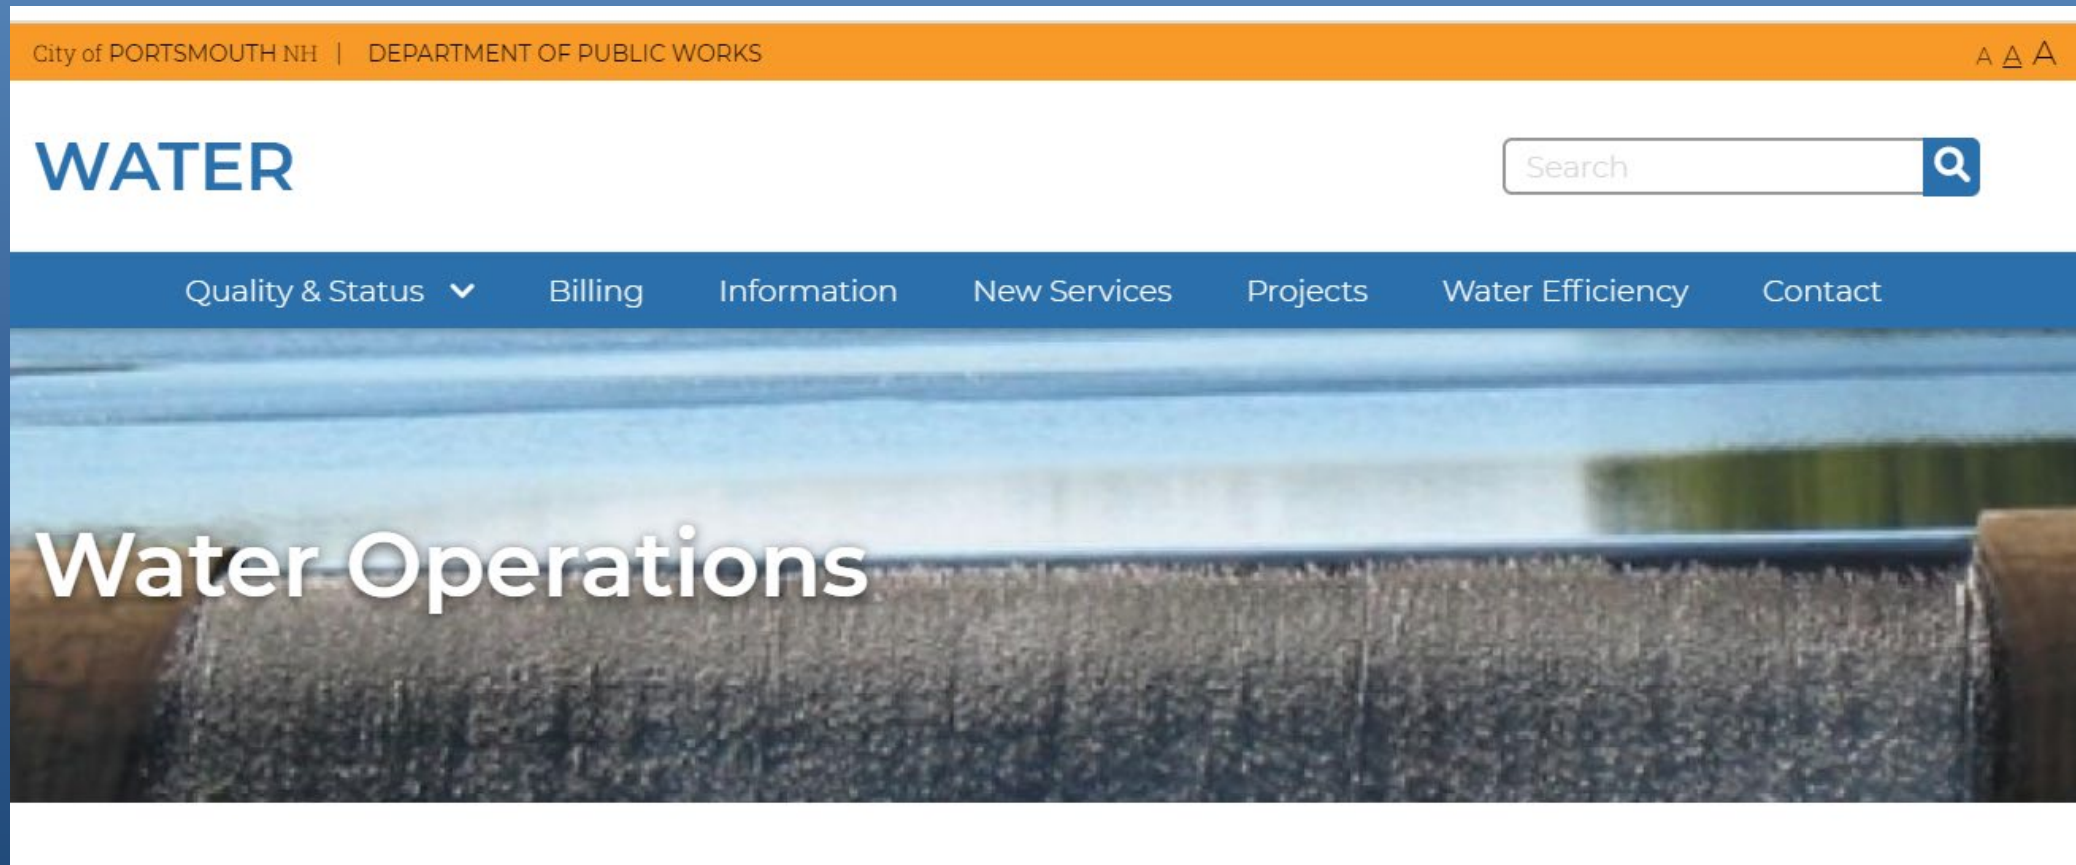 City of PORTSMOUTH NH | DEPARTMENT OF PUBLIC WORKS A A A
WATER
Search
Quality & Status Billing Information New Services Projects Water Efficiency Contact
Water Operations